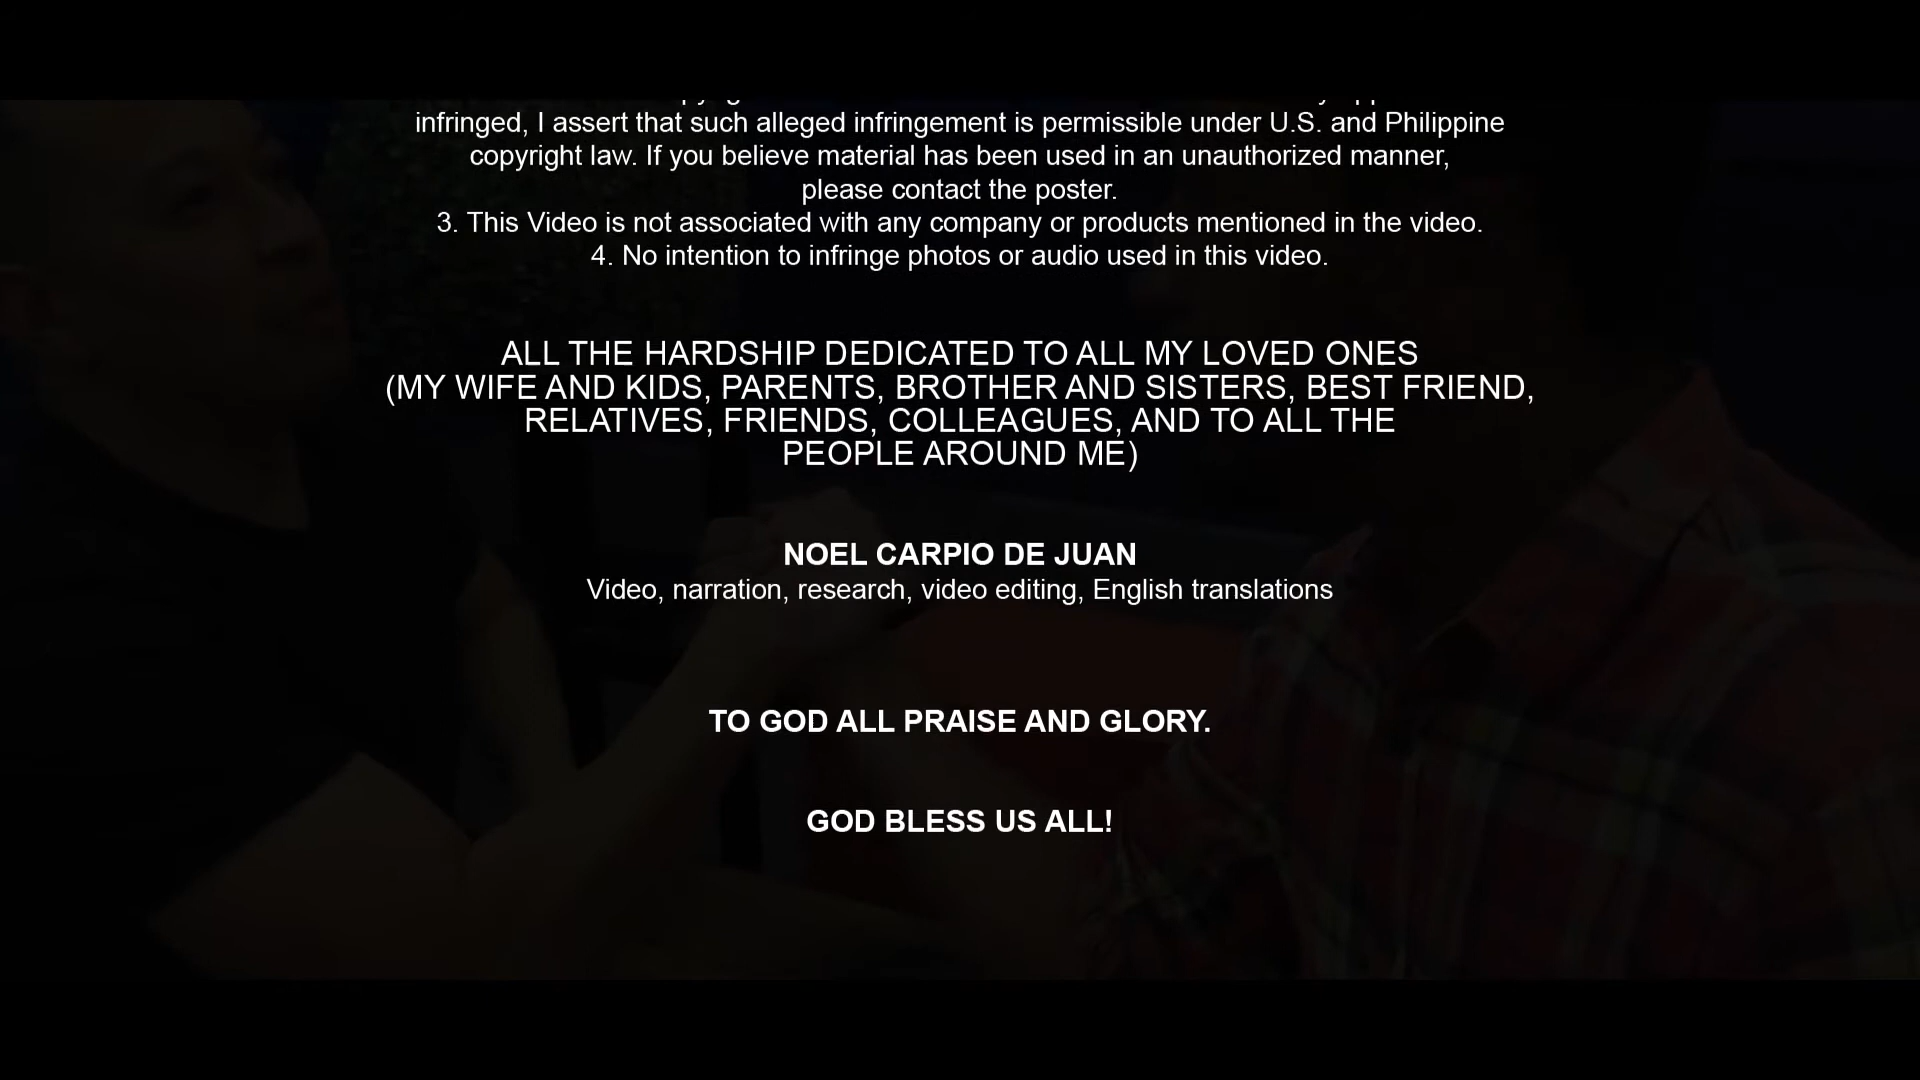 infringed, I assert that such alleged infringement is permissible under U.S. and Philippine
copyright law. If you believe material has been used in an unauthorized manner,
please contact the poster.
3. This Video is not associated with any company or products mentioned in the video.
4. No intention to infringe photos or audio used in this video.
ALL THE HARDSHIP DEDICATED TO ALL MY LOVED ONES
(MY WIFE AND KIDS, PARENTS, BROTHER AND SISTERS, BEST FRIEND,
RELATIVES, FRIENDS, COLLEAGUES, AND TO ALL THE
PEOPLE AROUND ME)
NOEL CARPIO DE JUAN
Video, narration, research, video editing, English translations
TO GOD ALL PRAISE AND GLORY.
GOD BLESS US ALL!